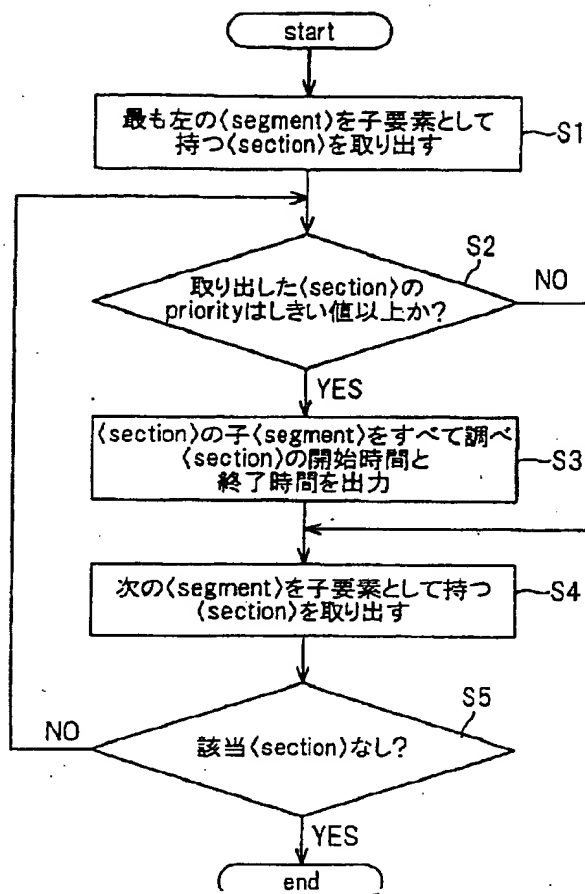 start
最も左の〈segment〉を子要素として
持つ〈section〉を取り出す
S1
S2
取り出した〈section〉の
priorityはしきい値以上か?
NO
YES
〈section〉の子〈segment〉をすべて調べ
〈section〉の開始時間と
終了時間を出力
S3
次の〈segment〉を子要素として持つ
〈section〉を取り出す
S4
S5
NO
該当〈section〉なし?
YES
end